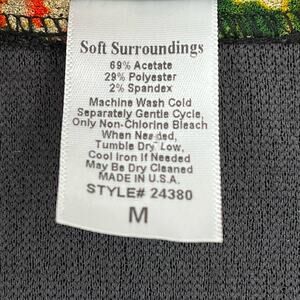 Soft Surroundings
69% Acetate
29% Polyester
2% Spandex
Machine Wash Cold
Separately Gentle Cycle,
Only Non-Chlorine Bleach
When Needed,
Tumble Dry Low,
Cool Iron If Needed
May Be Dry Cleaned
MADE IN U.S.A.
STYLE# 24380
M